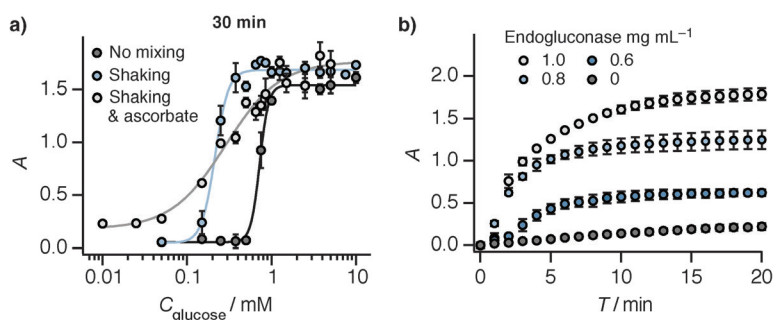 a)
30 min
No mixing
Shaking
Shaking
& ascorbate
A
1.5
1.0
0.5
0.0
0.01
0.1
1
10
C glucose / mM
b)
Endogluconase mg mL⁻¹
1.0
0.6
0.8
0
A
2.0
1.5
1.0
0.5
0.0
0
5
10
15
20
T / min